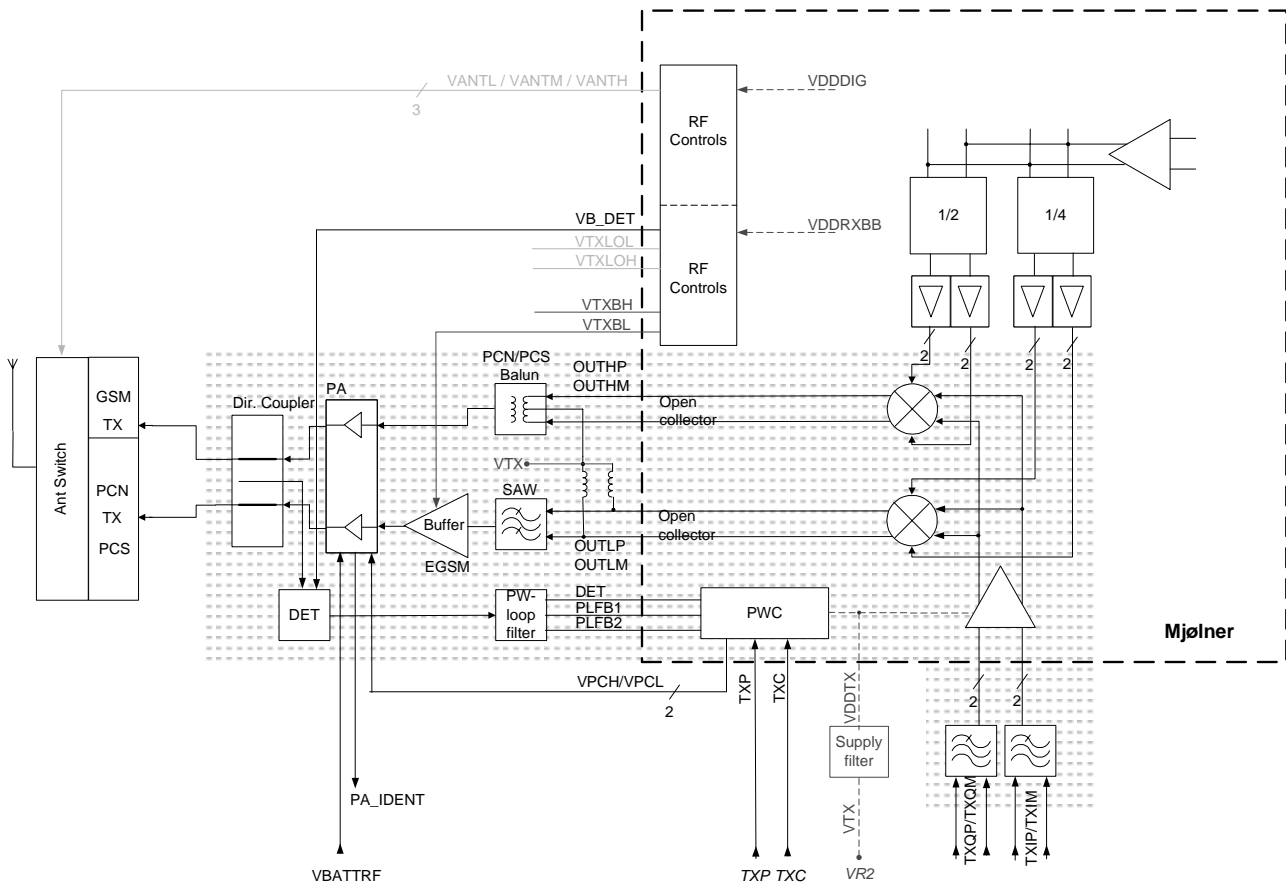 VANTL / VANTM / VANTH
3
RF
Controls
VDDDIG
1/2
1/4
VB_DET
VTXLOL
VTXLOH
RF
Controls
VDDRXBB
VTXBH
VTXBL
2
2
2
2
PCN/PCS
Balun
OUTHP
OUTHM
Open
collector
PA
Dir. Coupler
GSM
TX
Ant Switch
PCN
TX
PCS
VTX
SAW
Buffer
EGSM
Open
collector
OUTLP
OUTLM
DET
PW-
loop
filter
DET
PLFB1
PLFB2
PWC
Mjølner
VPCH/VPCL
2
TXP
TXC
VDDTX
2
2
Supply
filter
VTX
PA_IDENT
TXQP/TXQM
TXIP/TXIM
VBATTRF
TXP
TXC
VR2